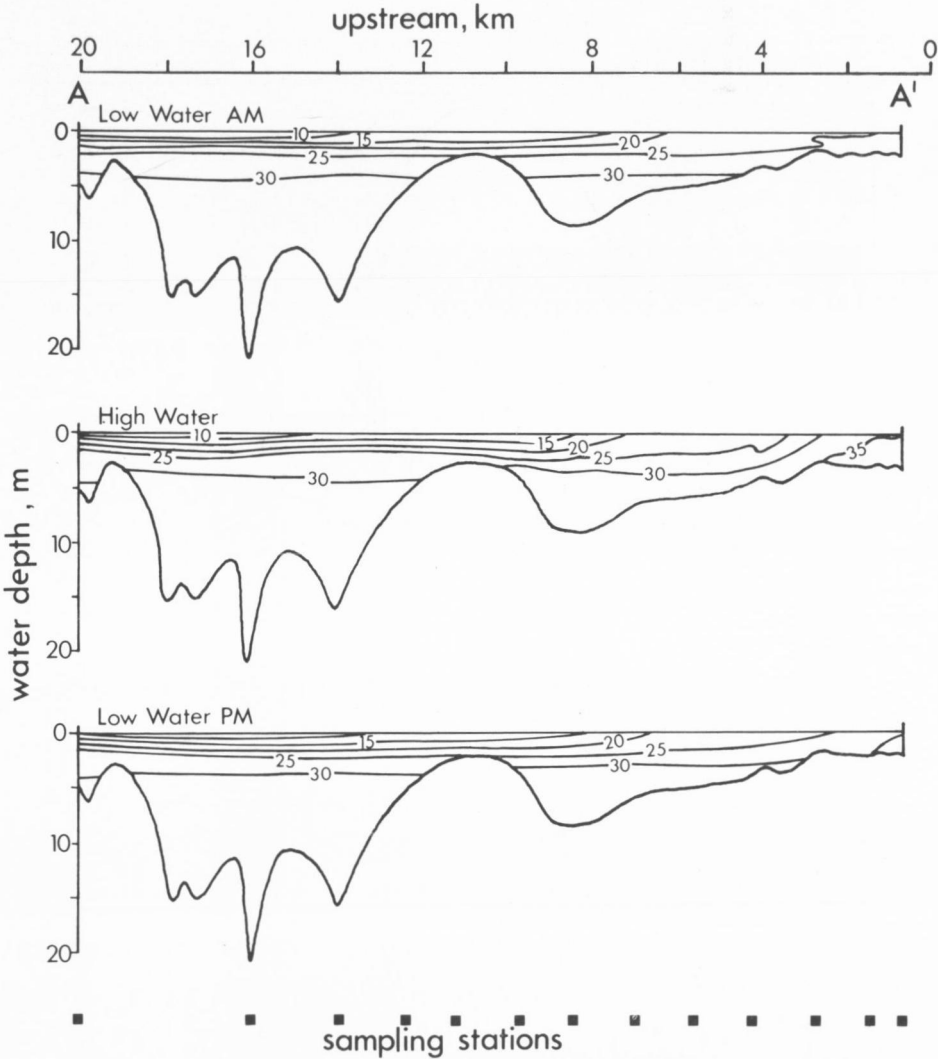 upstream, km
20 16 12 8 4 0
A A'
Low Water AM
0
10 15 20
25 25
30 30
10
20
High Water
0
10 15 20
25 25 35
30 30
10
20
water depth, m
Low Water PM
0
15 20 25
25
30 30
10
20
sampling stations